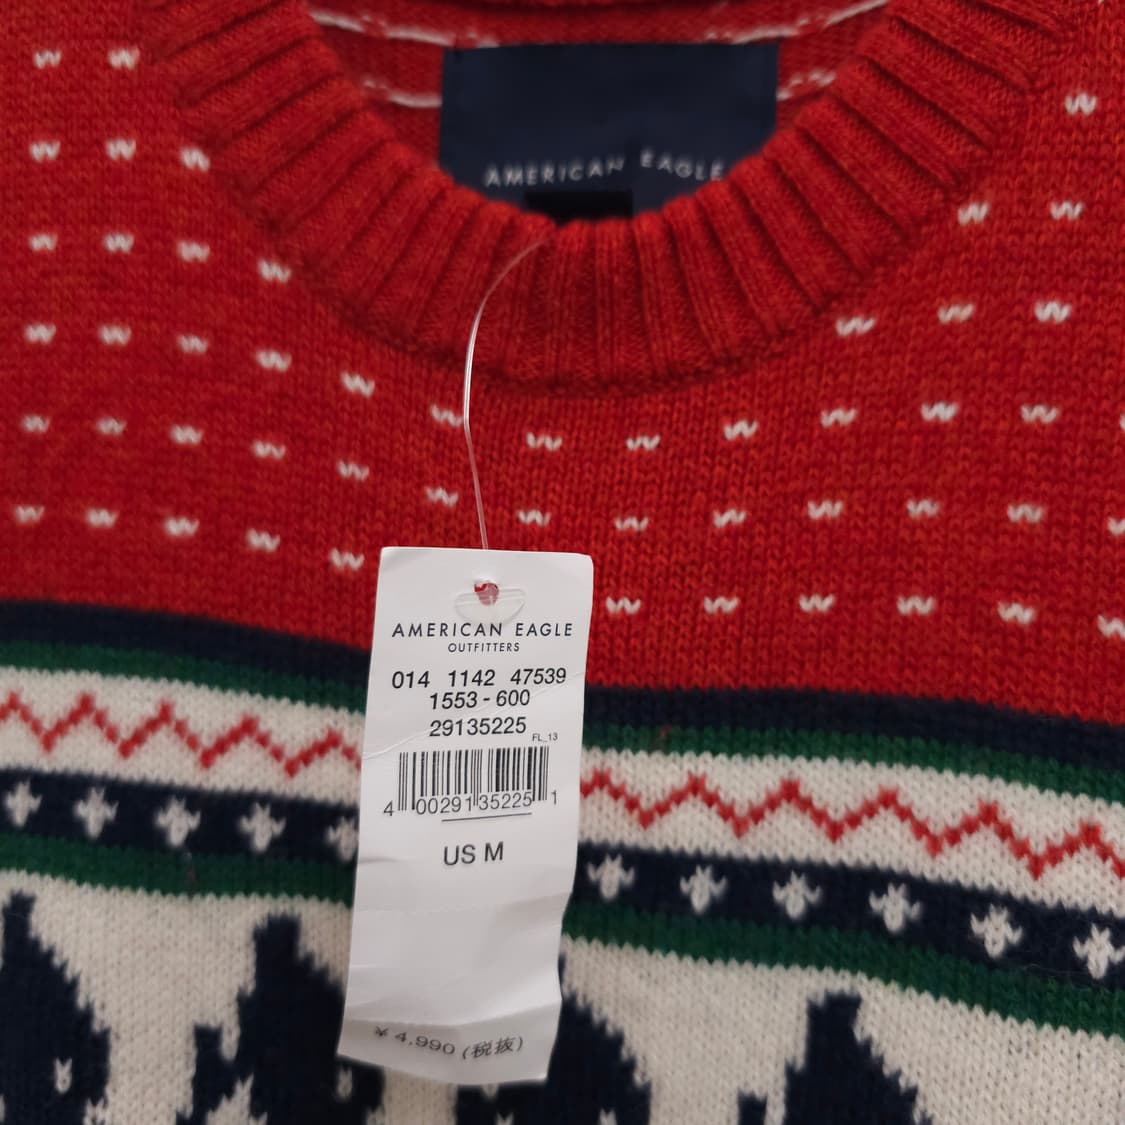 AMERICAN EAGLE
AMERICAN EAGLE
OUTFITTERS
014 1142 47539
1553 - 600
29135225
FL_13
4 00291 35225 1
US M
¥ 4,990 (税抜)